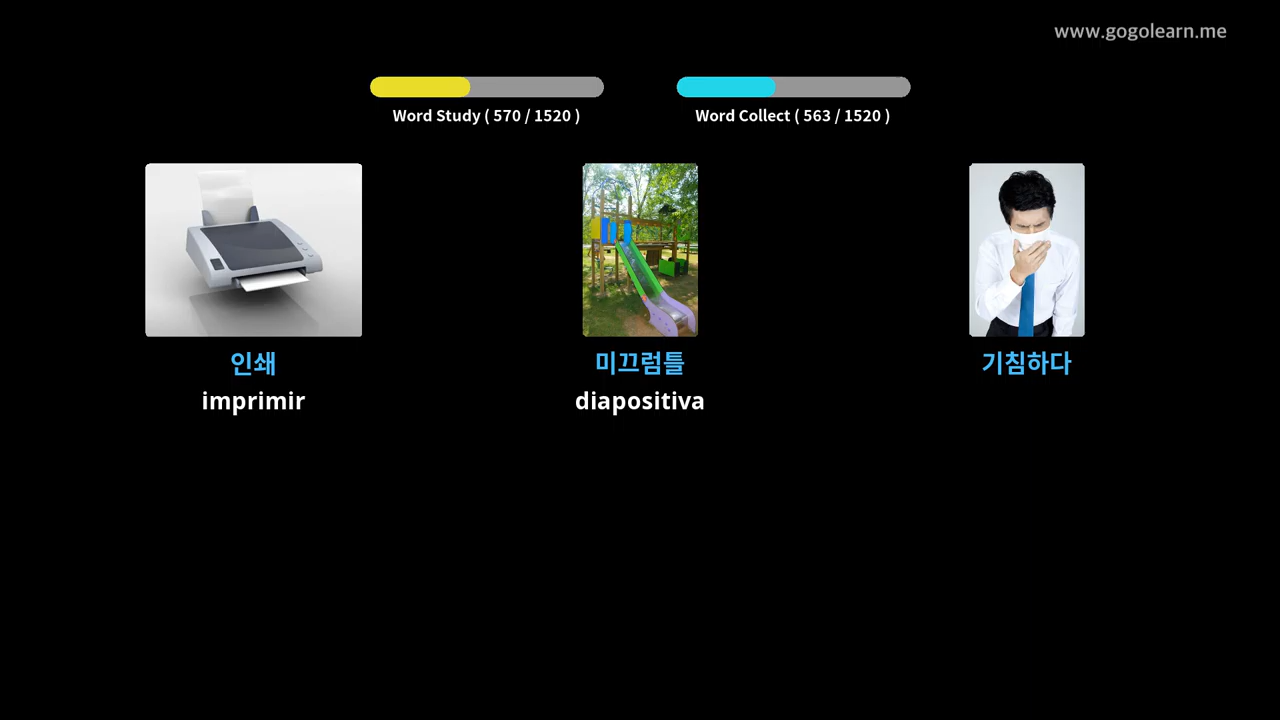 www.gogolearn.me
Word Study ( 570 / 1520 )
Word Collect ( 563 / 1520 )
인쇄
imprimir
미끄럼틀
diapositiva
기침하다